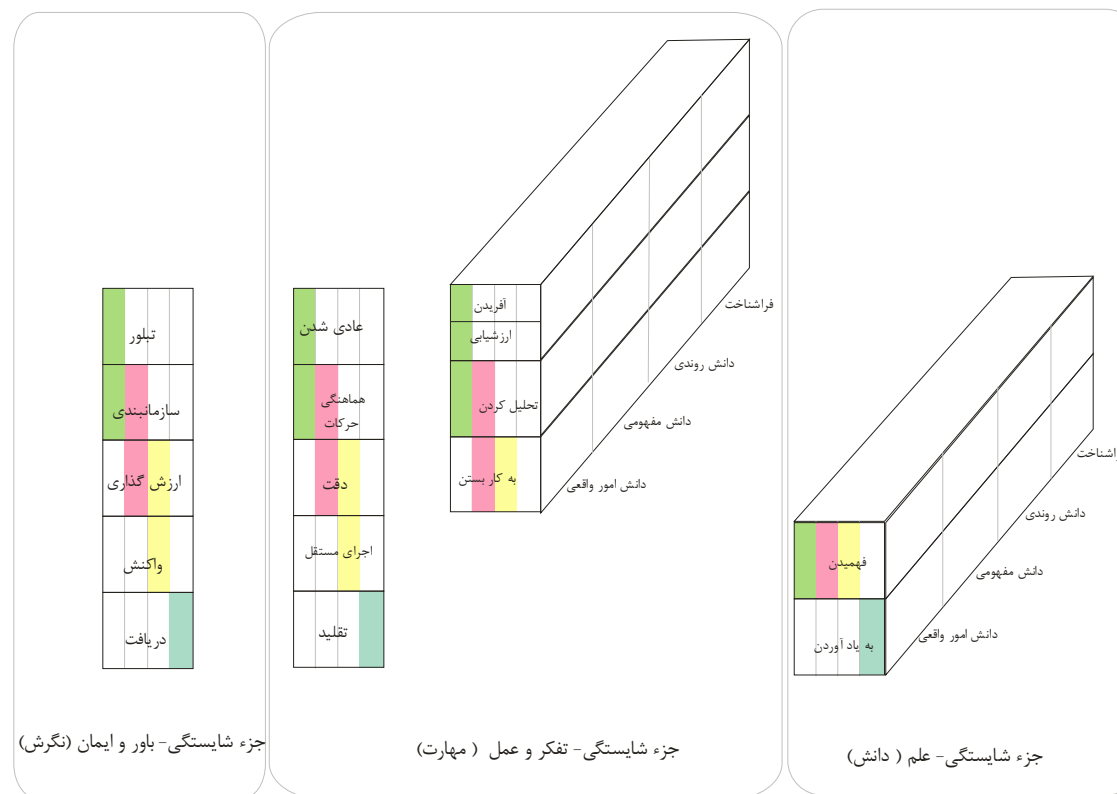 تبلور
سازمانبندی
ارزش گذاری
واکنش
دریافت
جزء شایستگی- باور و ایمان (نگرش)
عادی شدن
هماهنگی
حرکات
دقت
اجرای مستقل
تقلید
آفریدن
ارزشیابی
تحلیل کردن
به کار بستن
فراشناخت
دانش روندی
دانش مفهومی
دانش امور واقعی
جزء شایستگی- تفکر و عمل ( مهارت)
فهمیدن
به یاد آوردن
فراشناخت
دانش روندی
دانش مفهومی
دانش امور واقعی
جزء شایستگی- علم ( دانش)